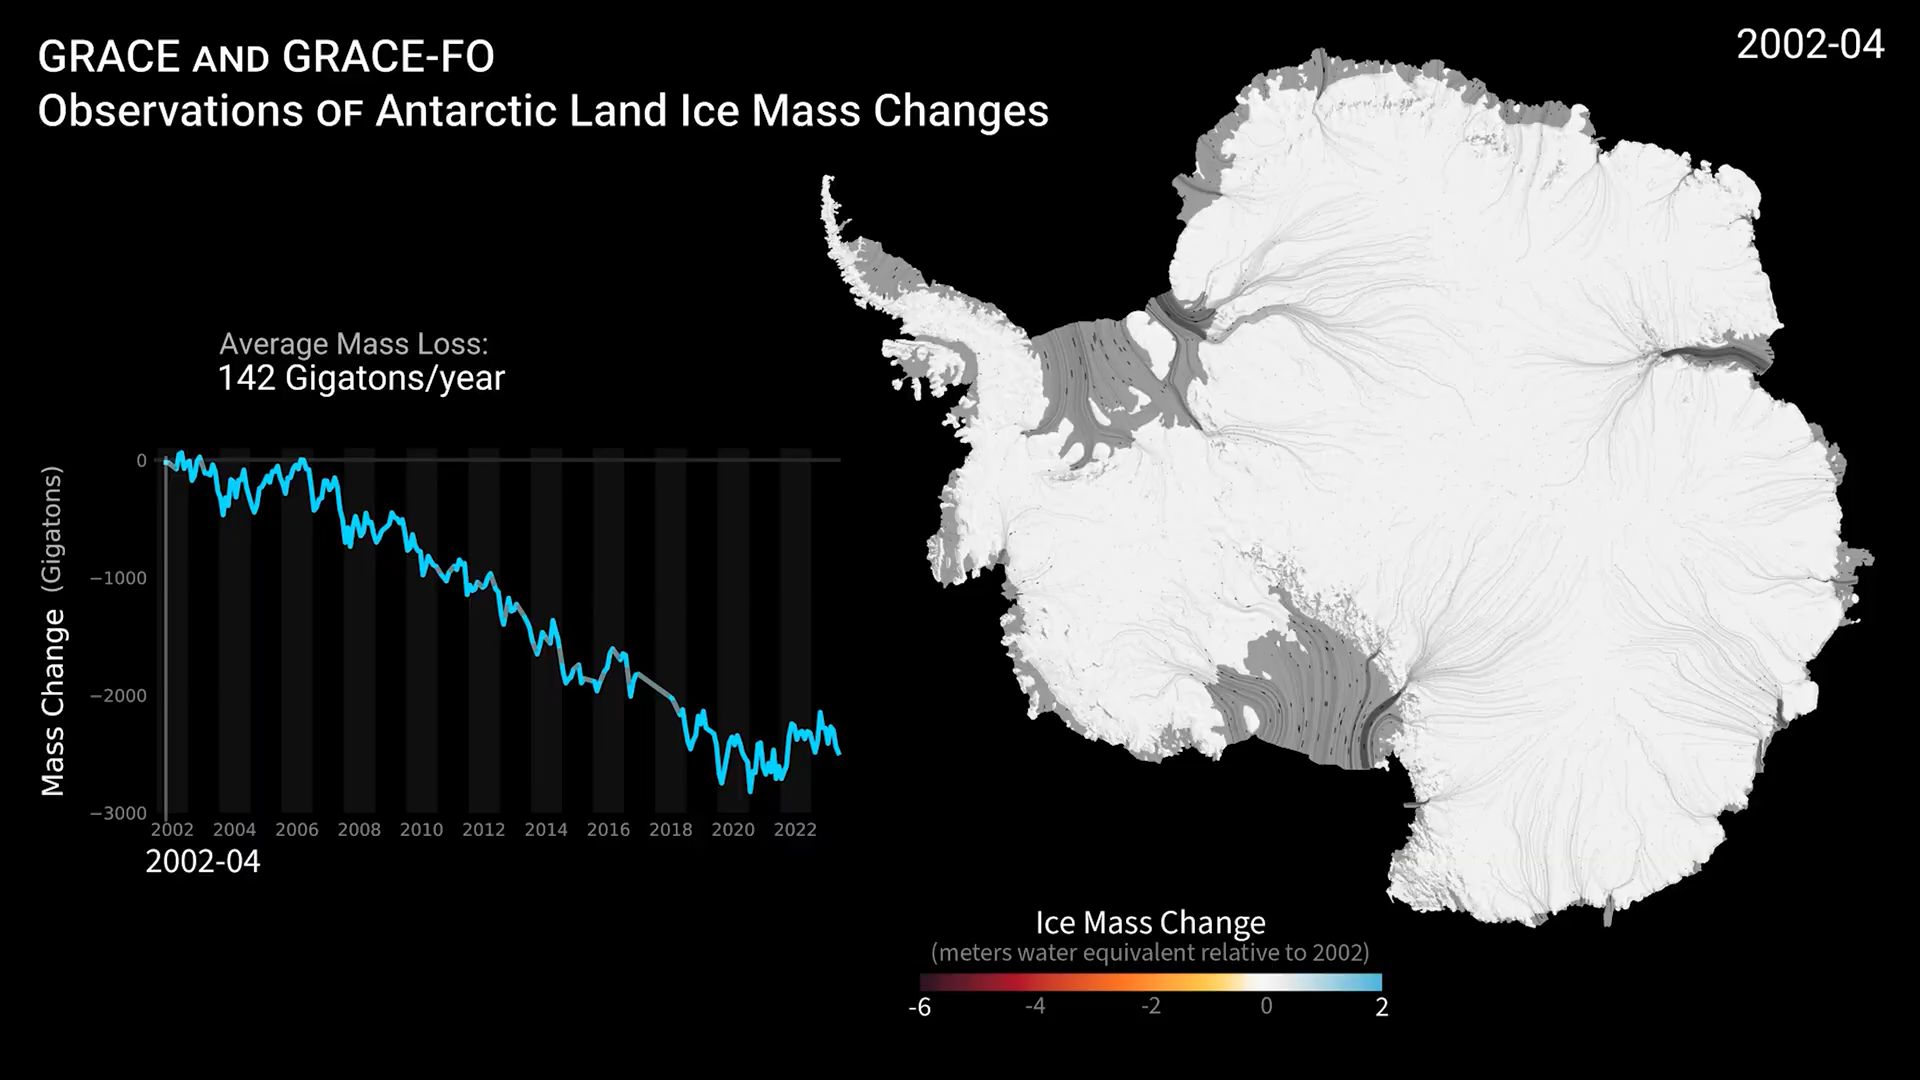 GRACE AND GRACE-FO
Observations OF Antarctic Land Ice Mass Changes
2002-04
Average Mass Loss:
142 Gigatons/year
Mass Change (Gigatons)
0
−1000
−2000
−3000
2002 2004 2006 2008 2010 2012 2014 2016 2018 2020 2022
2002-04
Ice Mass Change
(meters water equivalent relative to 2002)
-6 -4 -2 0 2